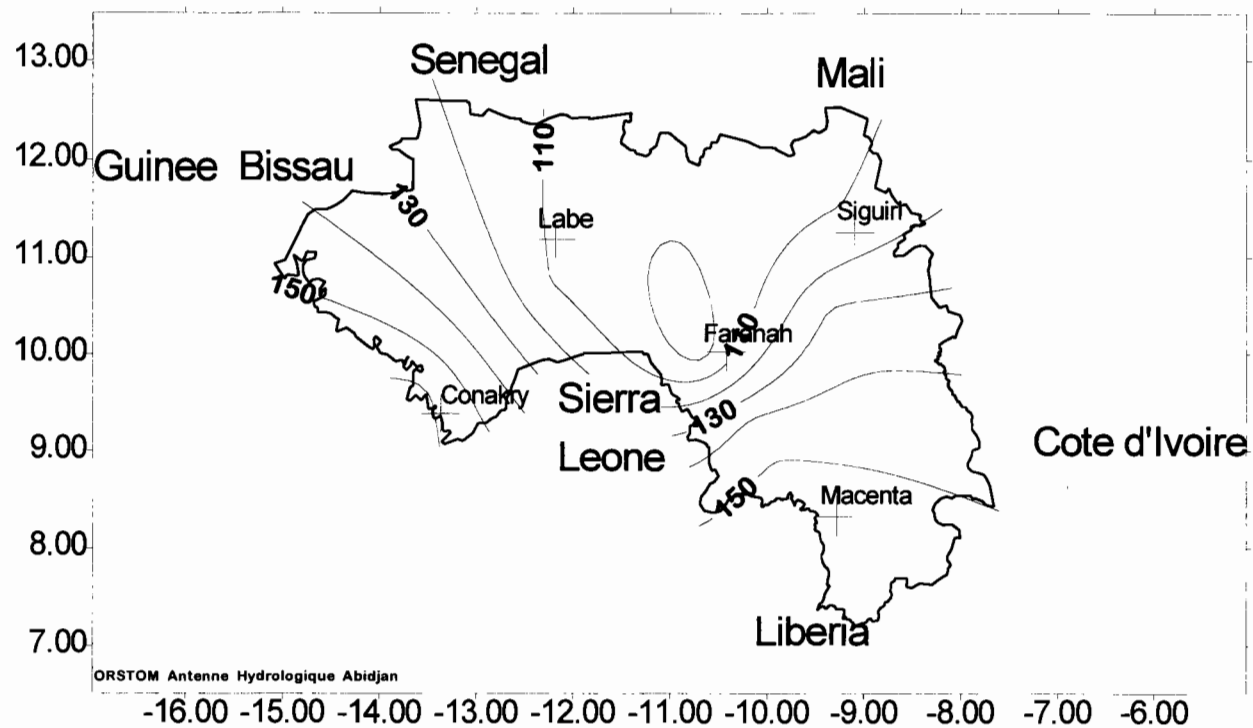 13.00
Senegal
Mali
12.00
110
Guinee Bissau
130
Siguiri
Labe
11.00
150
110
Faranah
10.00
Conakry
Sierra
Leone
130
9.00
Cote d'Ivoire
150
Macenta
8.00
Liberia
7.00
ORSTOM Antenne Hydrologique Abidjan
-16.00 -15.00 -14.00 -13.00 -12.00 -11.00 -10.00 -9.00 -8.00 -7.00 -6.00